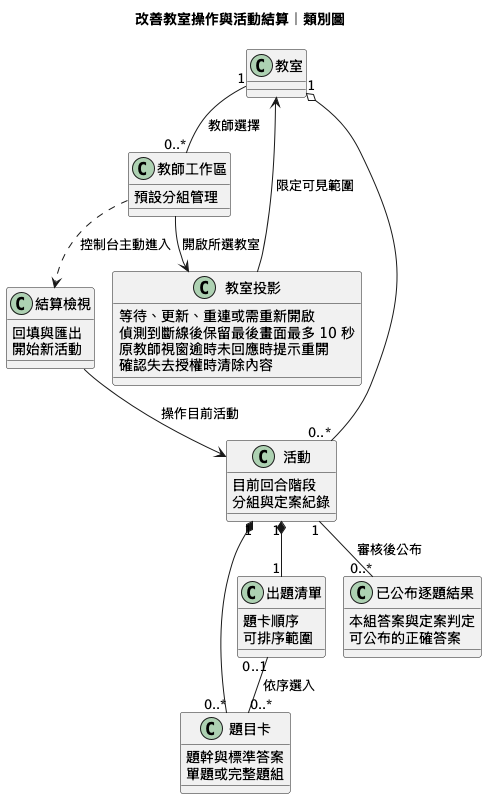 改善教室操作與活動結算｜類別圖
C 教室
1
1
教師選擇
0..*
C 教師工作區
預設分組管理
限定可見範圍
控制台主動進入
開啟所選教室
C 結算檢視
回填與匯出
開始新活動
C 教室投影
等待、更新、重連或需重新開啟
偵測到斷線後保留最後畫面最多 10 秒
原教師視窗逾時未回應時提示重開
確認失去授權時清除內容
操作目前活動
0..*
C 活動
目前回合階段
分組與定案紀錄
1
1
1
審核後公布
1
0..*
C 出題清單
題卡順序
可排序範圍
C 已公布逐題結果
本組答案與定案判定
可公布的正確答案
0..1
依序選入
0..*
0..*
C 題目卡
題幹與標準答案
單題或完整題組